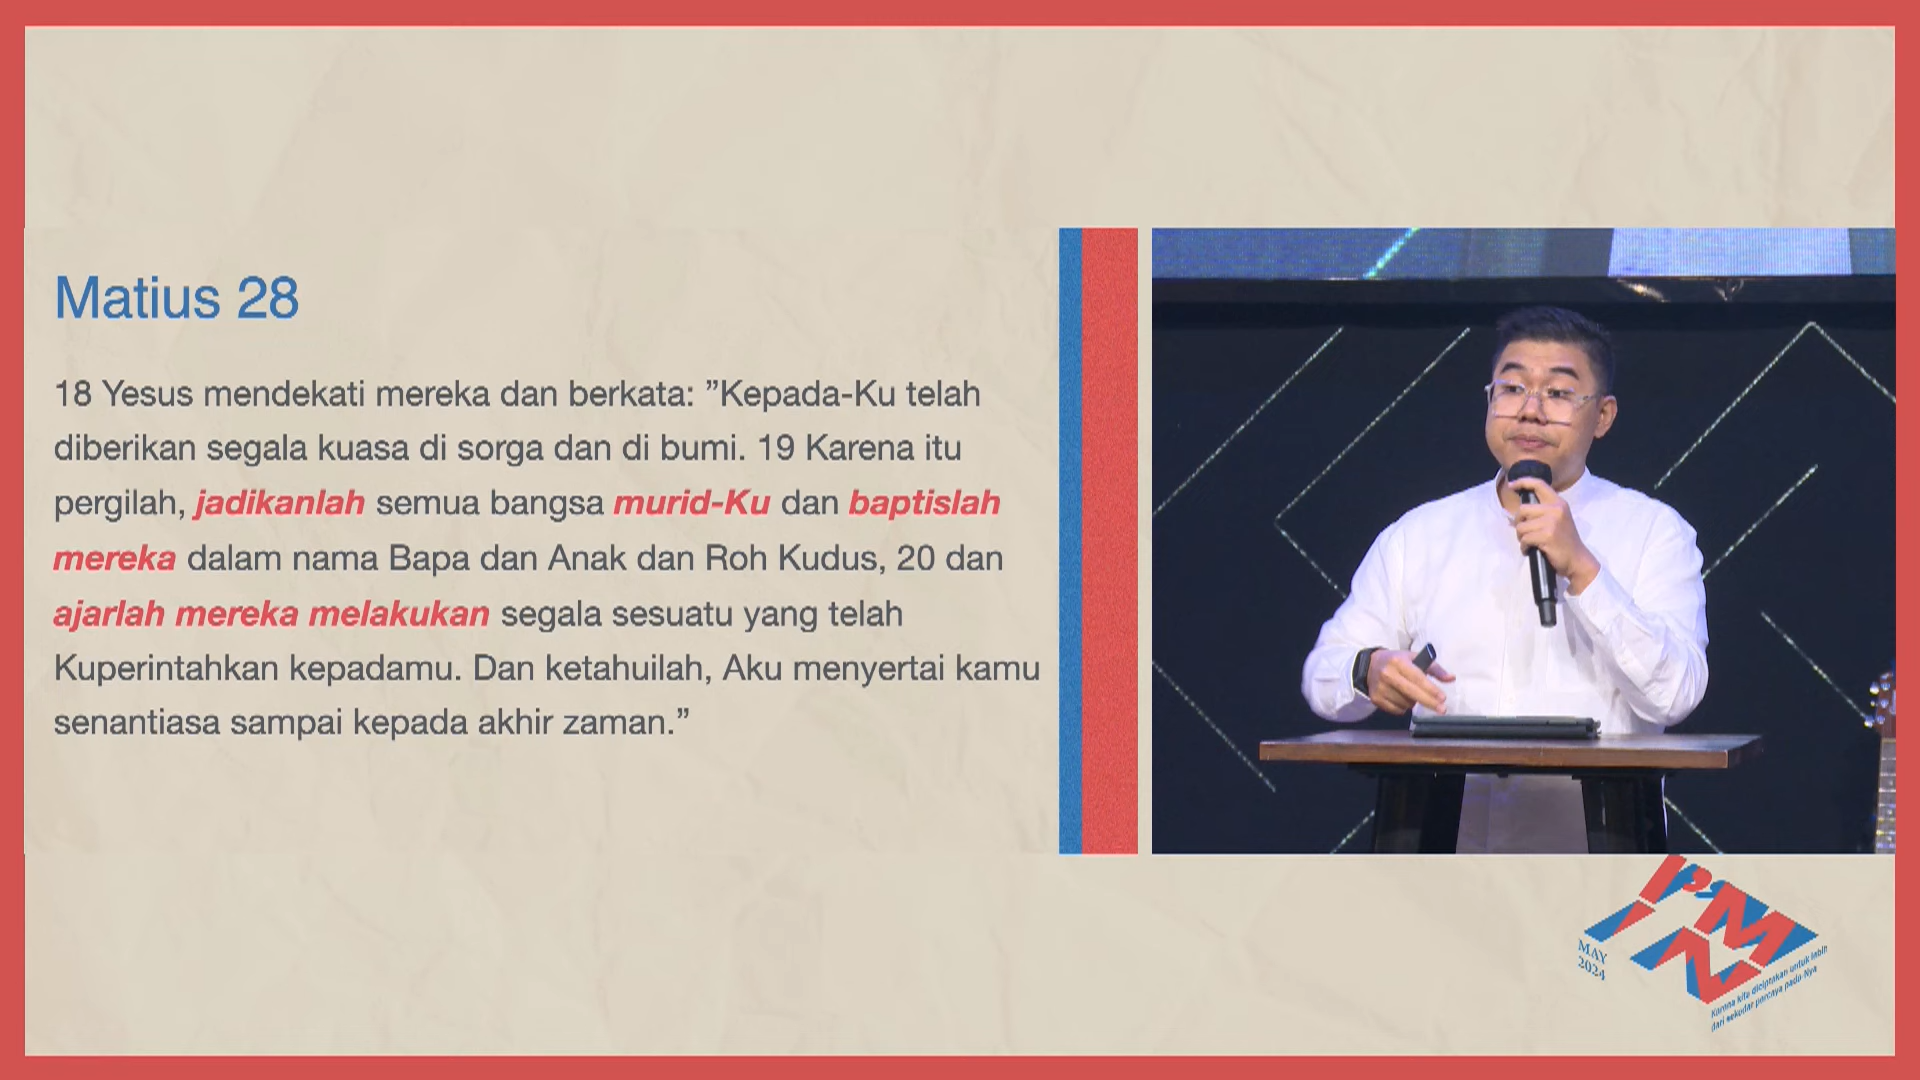 Matius 28
18 Yesus mendekati mereka dan berkata: ”Kepada-Ku telah
diberikan segala kuasa di sorga dan di bumi. 19 Karena itu
pergilah, jadikanlah semua bangsa murid-Ku dan baptislah
mereka dalam nama Bapa dan Anak dan Roh Kudus, 20 dan
ajarlah mereka melakukan segala sesuatu yang telah
Kuperintahkan kepadamu. Dan ketahuilah, Aku menyertai kamu
senantiasa sampai kepada akhir zaman.”
I'M
IN
MAY
2024
Karena kita diciptakan untuk lebih
dari sekedar percaya pada-Nya